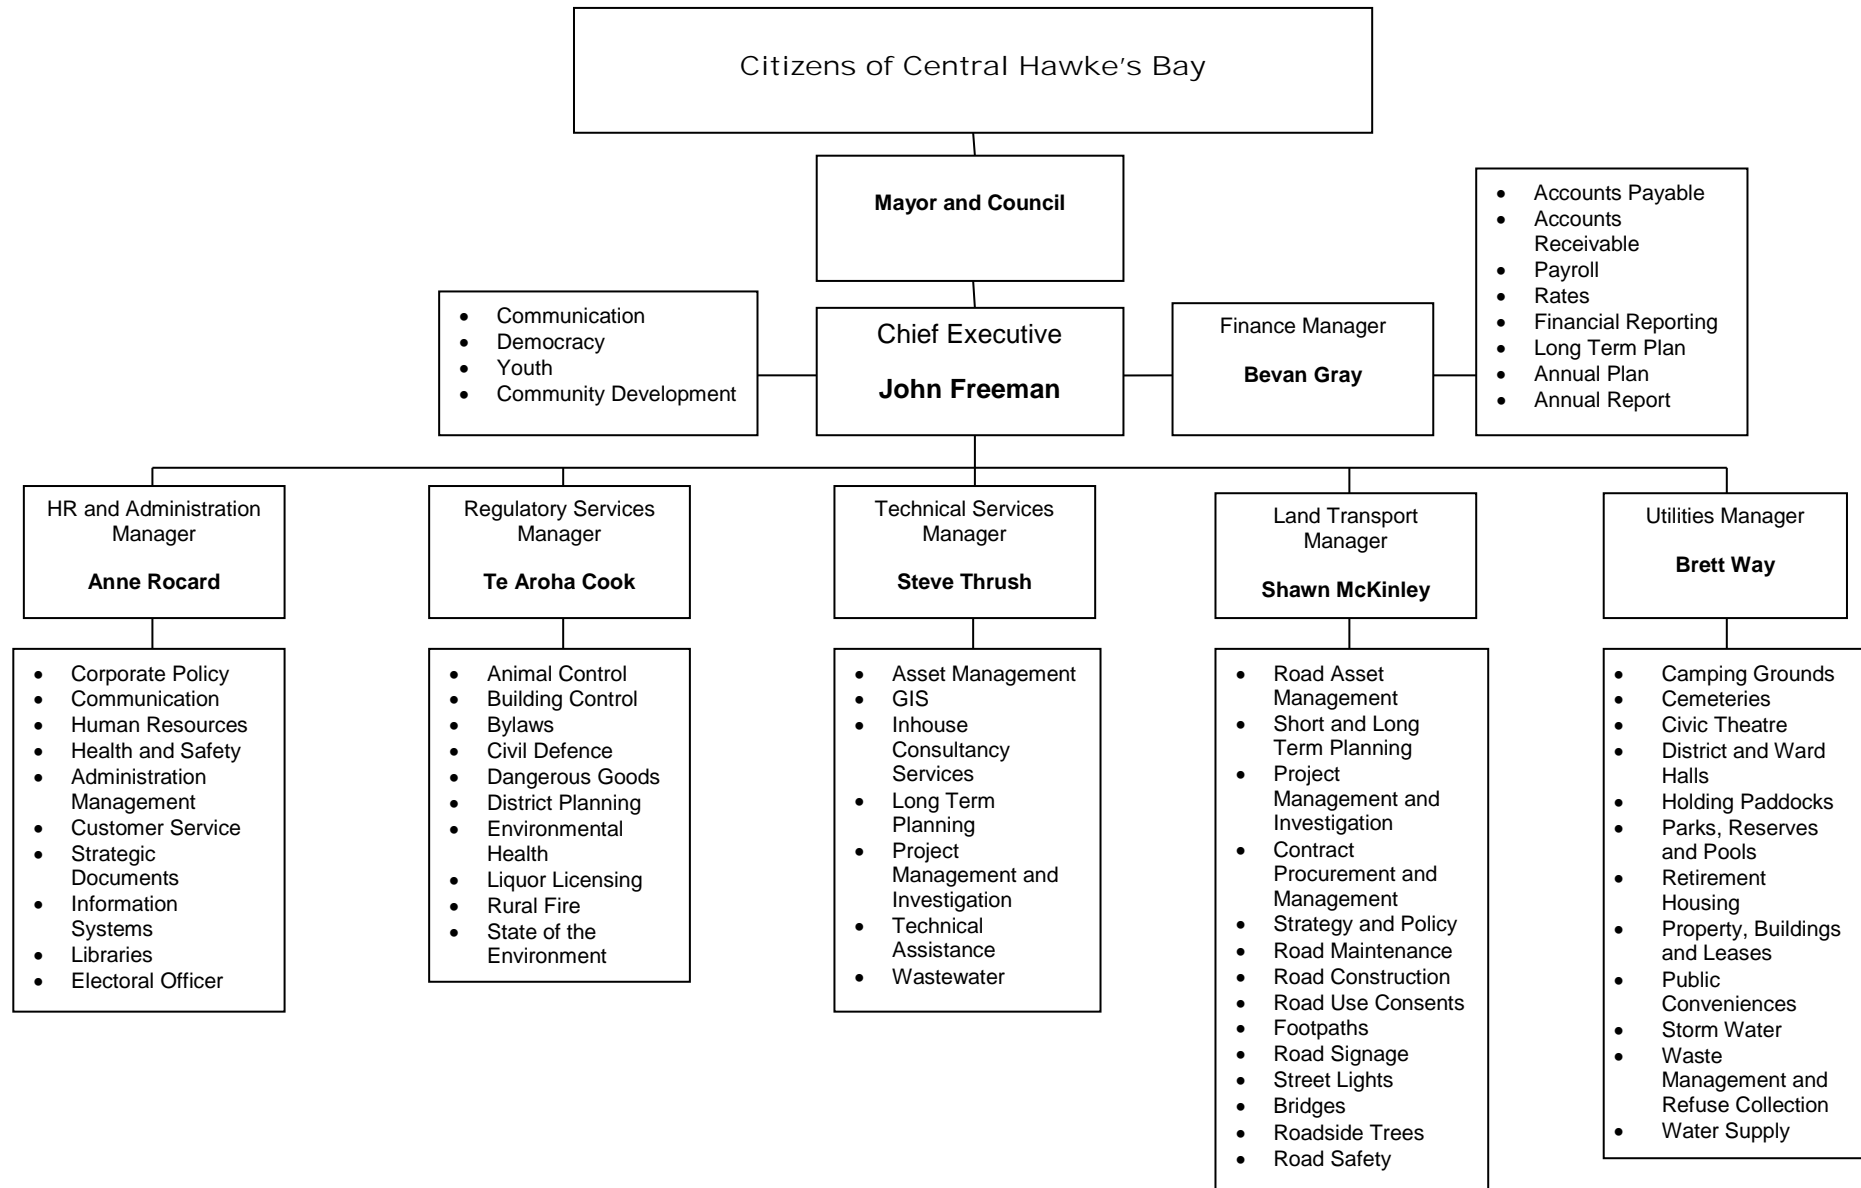 Citizens of Central Hawke's Bay
Mayor and Council
• Accounts Payable
• Accounts
Receivable
• Payroll
• Rates
• Financial Reporting
• Long Term Plan
• Annual Plan
• Annual Report
• Communication
• Democracy
• Youth
• Community Development
Chief Executive
John Freeman
Finance Manager
Bevan Gray
HR and Administration
Manager
Anne Rocard
Regulatory Services
Manager
Te Aroha Cook
Technical Services
Manager
Steve Thrush
Land Transport
Manager
Shawn McKinley
Utilities Manager
Brett Way
• Corporate Policy
• Communication
• Human Resources
• Health and Safety
• Administration
Management
• Customer Service
• Strategic
Documents
• Information
Systems
• Libraries
• Electoral Officer
• Animal Control
• Building Control
• Bylaws
• Civil Defence
• Dangerous Goods
• District Planning
• Environmental
Health
• Liquor Licensing
• Rural Fire
• State of the
Environment
• Asset Management
• GIS
• Inhouse
Consultancy
Services
• Long Term
Planning
• Project
Management and
Investigation
• Technical
Assistance
• Wastewater
• Road Asset
Management
• Short and Long
Term Planning
• Project
Management and
Investigation
• Contract
Procurement and
Management
• Strategy and Policy
• Road Maintenance
• Road Construction
• Road Use Consents
• Footpaths
• Road Signage
• Street Lights
• Bridges
• Roadside Trees
• Road Safety
• Camping Grounds
• Cemeteries
• Civic Theatre
• District and Ward
Halls
• Holding Paddocks
• Parks, Reserves
and Pools
• Retirement
Housing
• Property, Buildings
and Leases
• Public
Conveniences
• Storm Water
• Waste
Management and
Refuse Collection
• Water Supply